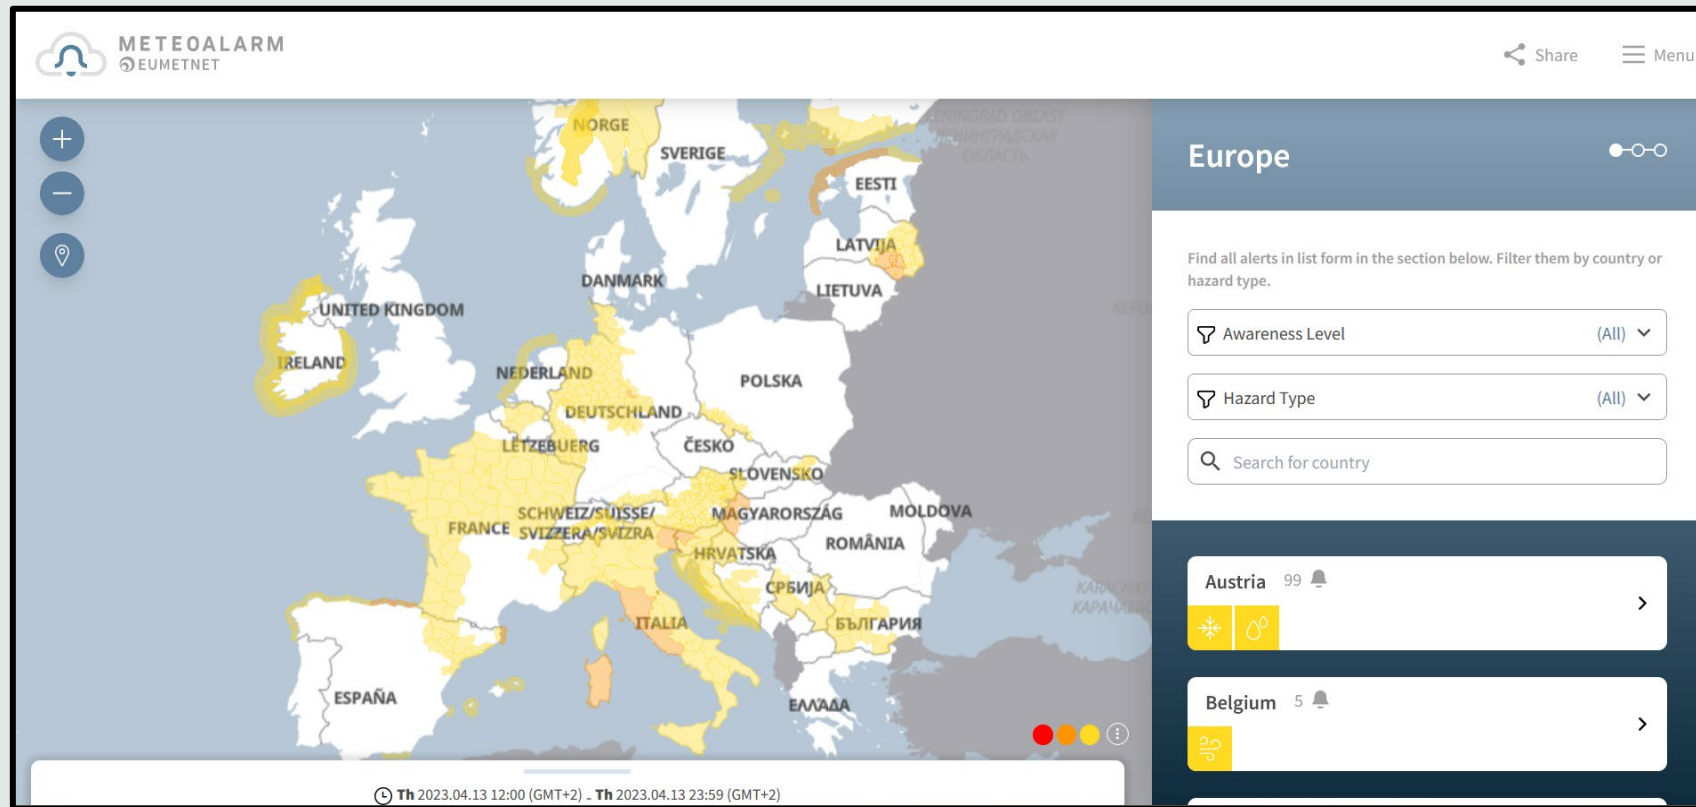 METEOALARM
EUMETNET
Share
Menu
NORGE
SVERIGE
ЛЕНИНГРАДСКАЯ
ОБЛАСТЬ
EESTI
LATVIJA
LIETUVA
DANMARK
UNITED KINGDOM
IRELAND
NEDERLAND
POLSKA
DEUTSCHLAND
LËTZEBUERG
ČESKO
SLOVENSKO
SCHWEIZ/SUISSE/
SVIZZERA/SVIZRA
FRANCE
MAGYARORSZÁG
MOLDOVA
ROMÂNIA
HRVATSKA
СРБИЈА
ITALIA
БЪЛГАРИЯ
ESPAÑA
ΕΛΛΆΔΑ
Th 2023.04.13 12:00 (GMT+2) - Th 2023.04.13 23:59 (GMT+2)
Europe
Find all alerts in list form in the section below. Filter them by country or
hazard type.
Awareness Level (All)
Hazard Type (All)
Search for country
Austria 99
Belgium 5